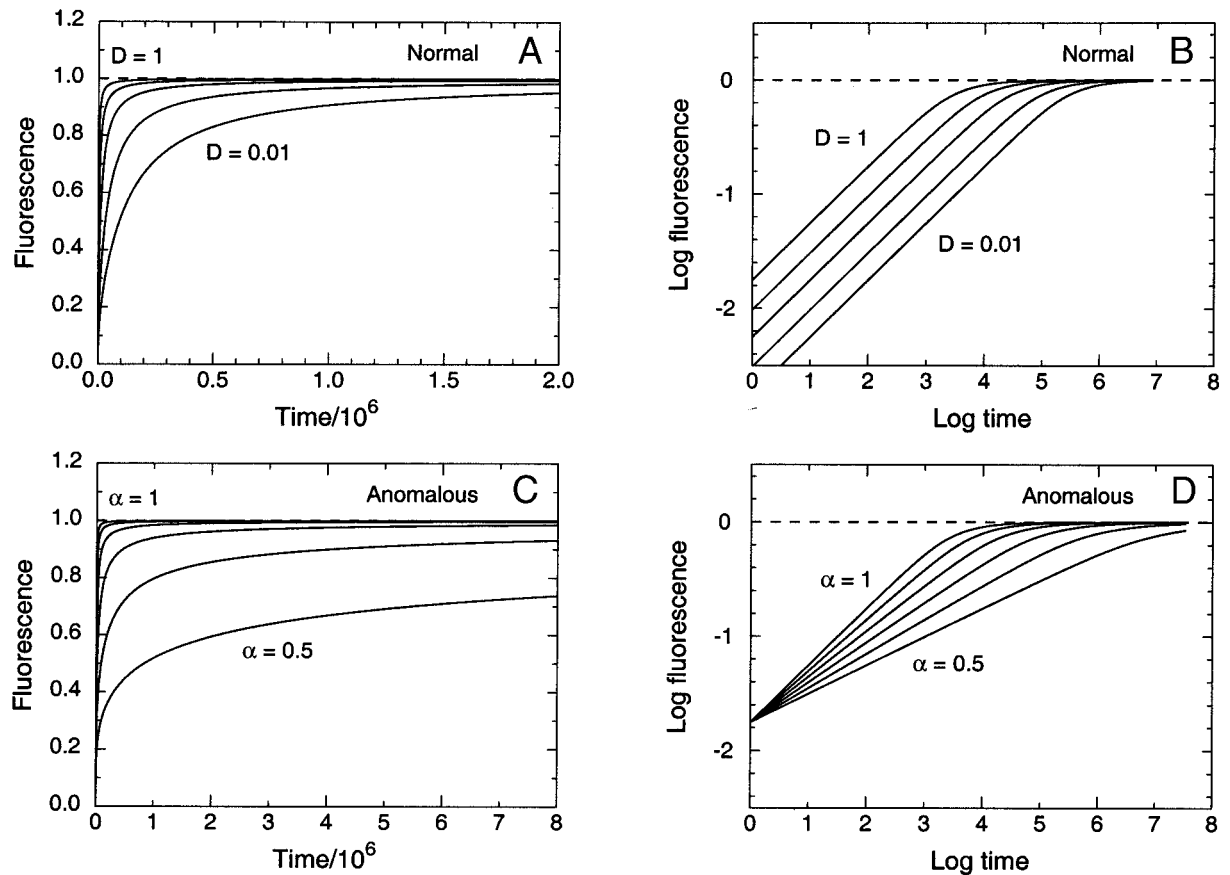 1.2
D = 1
Normal
A
1.0
0.8
D = 0.01
0.6
0.4
0.2
0.0
Fluorescence
0.0
0.5
1.0
1.5
2.0
Time/10⁶
Normal
B
0
D = 1
-1
D = 0.01
-2
Log fluorescence
0 1 2 3 4 5 6 7 8
Log time
1.2
α = 1
Anomalous
C
1.0
0.8
0.6
α = 0.5
0.4
0.2
0.0
Fluorescence
0 1 2 3 4 5 6 7 8
Time/10⁶
Anomalous
D
0
α = 1
-1
α = 0.5
-2
Log fluorescence
0 1 2 3 4 5 6 7 8
Log time